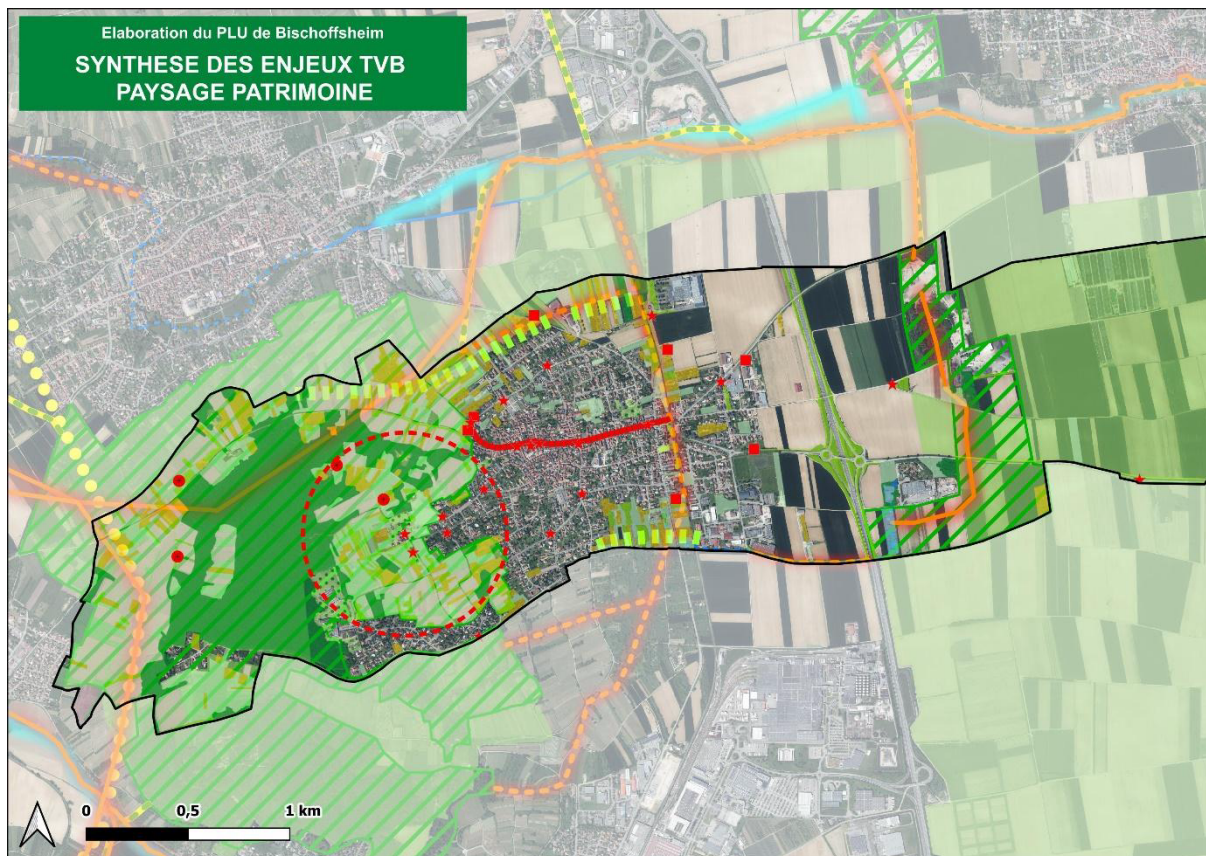 Elaboration du PLU de Bischoffsheim
SYNTHESE DES ENJEUX TVB
PAYSAGE PATRIMOINE
0 0,5 1 km